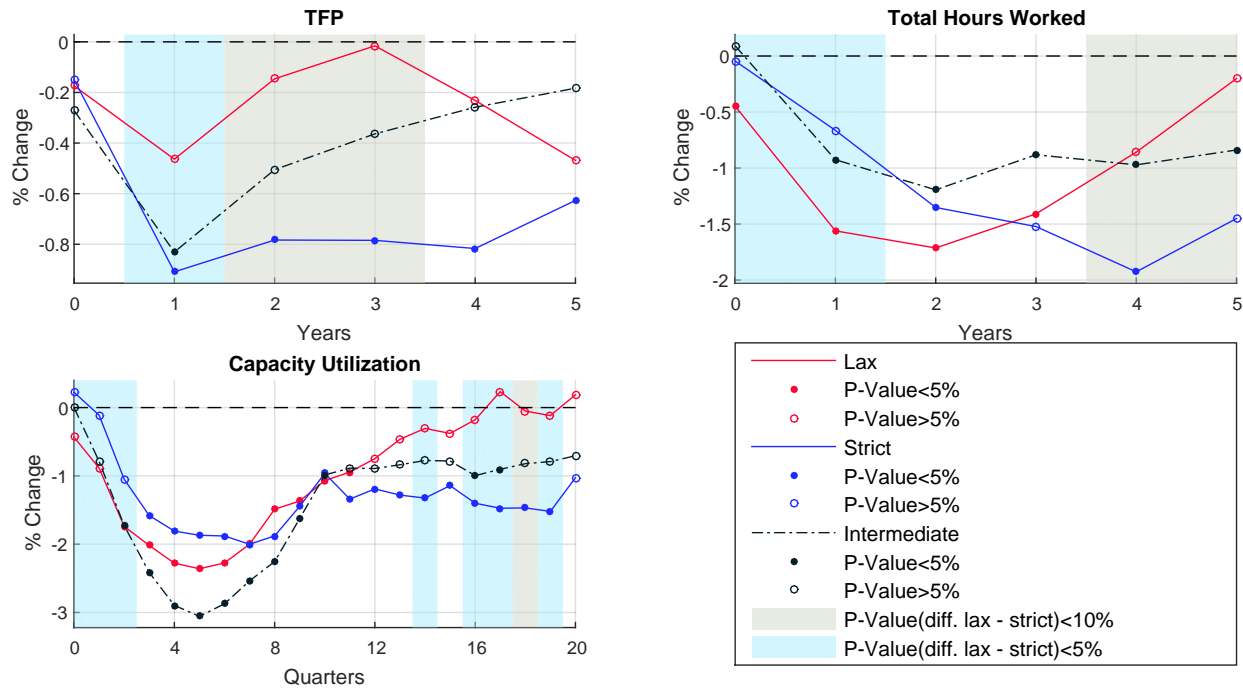 TFP
0
-0.2
-0.4
-0.6
-0.8
% Change
0 1 2 3 4 5
Years
Total Hours Worked
0
-0.5
-1
-1.5
-2
% Change
0 1 2 3 4 5
Years
Capacity Utilization
0
-1
-2
-3
% Change
0 4 8 12 16 20
Quarters
Lax
P-Value<5%
P-Value>5%
Strict
P-Value<5%
P-Value>5%
Intermediate
P-Value<5%
P-Value>5%
P-Value(diff. lax - strict)<10%
P-Value(diff. lax - strict)<5%